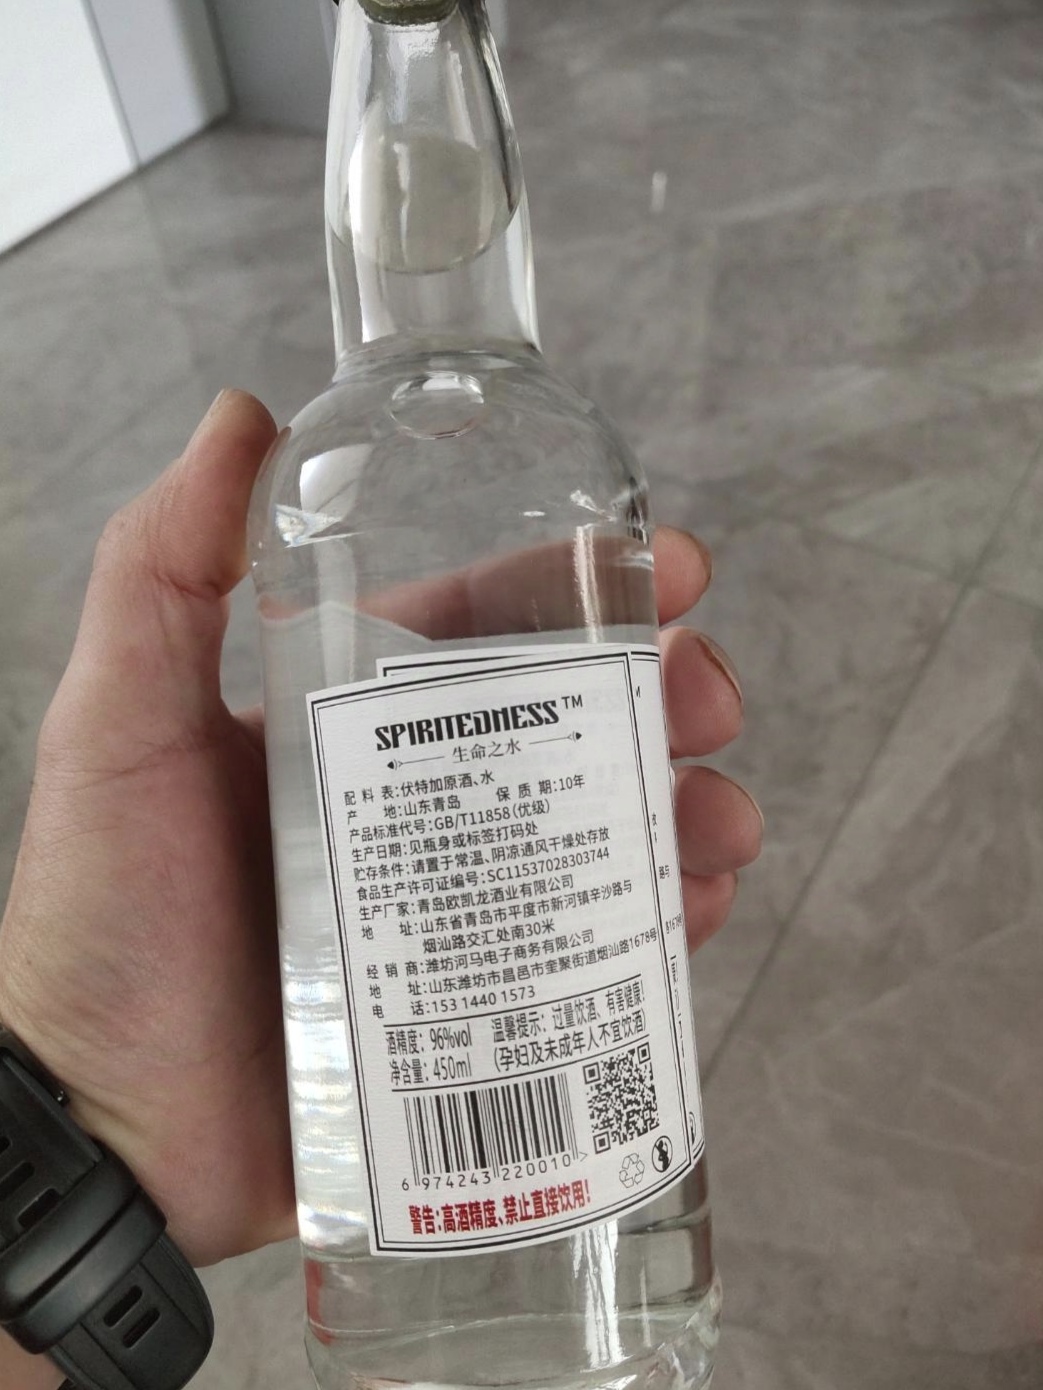 SPIRITEDNESS™
生命之水
配料表:伏特加原酒、水
产地:山东青岛 保质期:10年
产品标准代号:GB/T11858(优级)
生产日期:见瓶身或标签打码处
贮存条件:请置于常温、阴凉通风干燥处存放
食品生产许可证编号:SC11537028303744
生产厂家:青岛欧凯龙酒业有限公司
地址:山东省青岛市平度市新河镇辛沙路与
烟汕路交汇处南30米
经销商:潍坊河马电子商务有限公司
地址:山东潍坊市昌邑市奎聚街道烟汕路1678号
电话:153 1440 1573
酒精度:96%vol 温馨提示:过量饮酒、有害健康!
净含量:450ml (孕妇及未成年人不宜饮酒)
6 974243 220010 >
警告:高酒精度、禁止直接饮用!